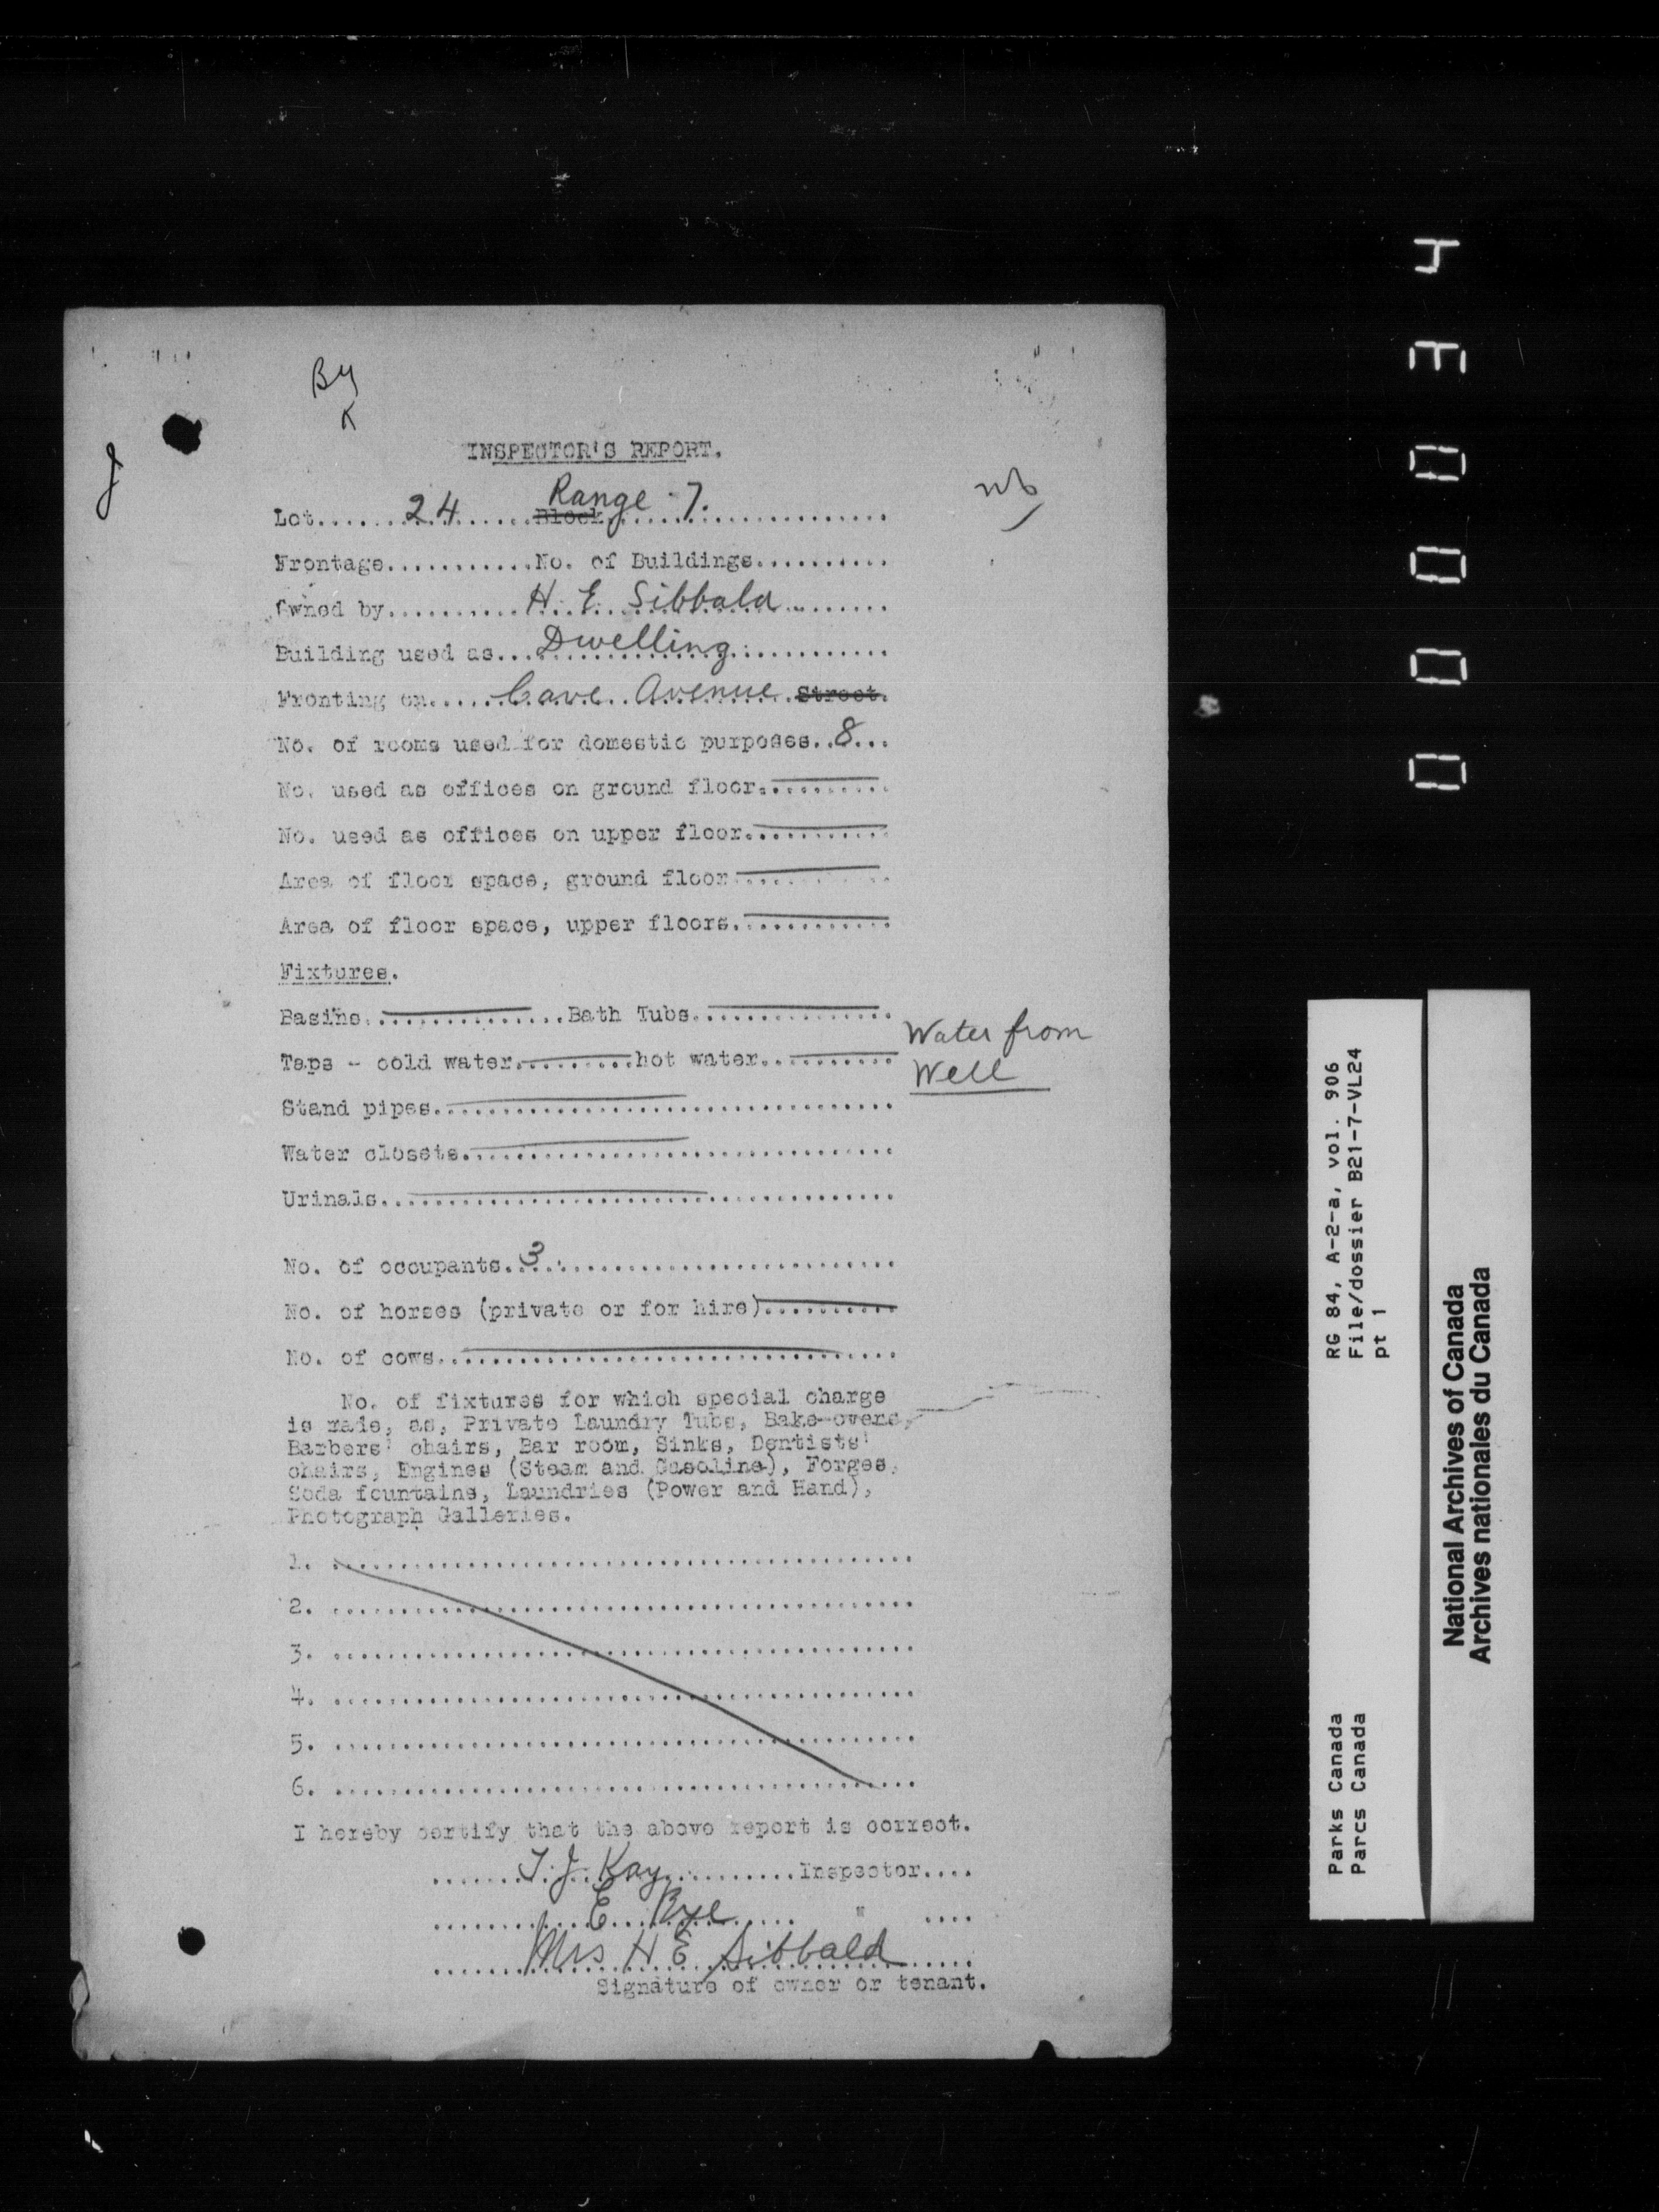 By
K
J
INSPECTOR'S REPORT.
Lot.......24......Block Range 7.
Frontage............No. of Buildings...........
Owned by..........H. E. Sibbald........
Building used as...Dwelling............
Fronting on.....Cave Avenue Street.
No. of rooms used for domestic purposes..8...
No. used as offices on ground floor...........
No. used as offices on upper floor............
Area of floor space, ground floor............
Area of floor space, upper floors.............
Fixtures.
Basins..................Bath Tubs................
Taps - cold water..........hot water............
Water from
Well
Stand pipes.......................................
Water closets.....................................
Urinals...........................................
No. of occupants.3...............................
No. of horses (private or for hire)............
No. of cows.......................................
No. of fixtures for which special charge
is made, as, Private Laundry Tubs, Bake-ovens,
Barbers' chairs, Bar room, Sinks, Dentists'
chairs, Engines (Steam and Gasoline), Forges,
Soda fountains, Laundries (Power and Hand),
Photograph Galleries.
1. ..................................................
2. ..................................................
3. ..................................................
4. ..................................................
5. ..................................................
6. ..................................................
I hereby certify that the above report is correct.
.......T. J. Kay............Inspector....
............E. Rye...... " ....
.......Mrs H E Sibbald......
Signature of owner or tenant.
RG 84, A-2-a, vol. 906
File/dossier B21-7-VL24
pt 1
Parks Canada
Parcs Canada
National Archives of Canada
Archives nationales du Canada